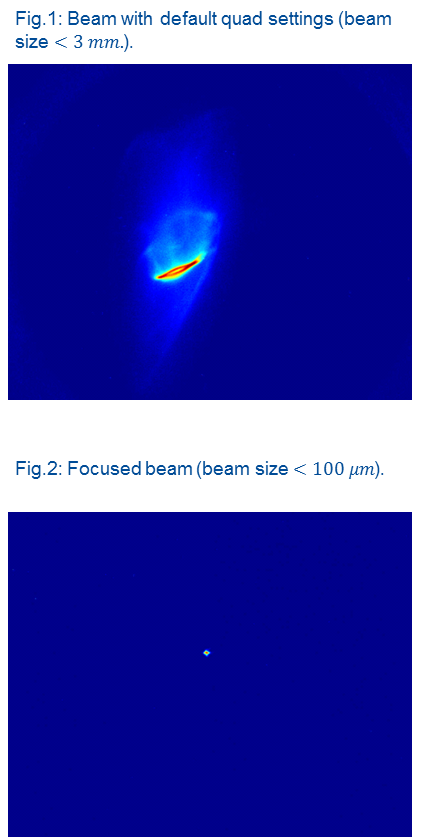 Fig.1: Beam with default quad settings (beam
size < 3 mm.).
Fig.2: Focused beam (beam size < 100 μm).